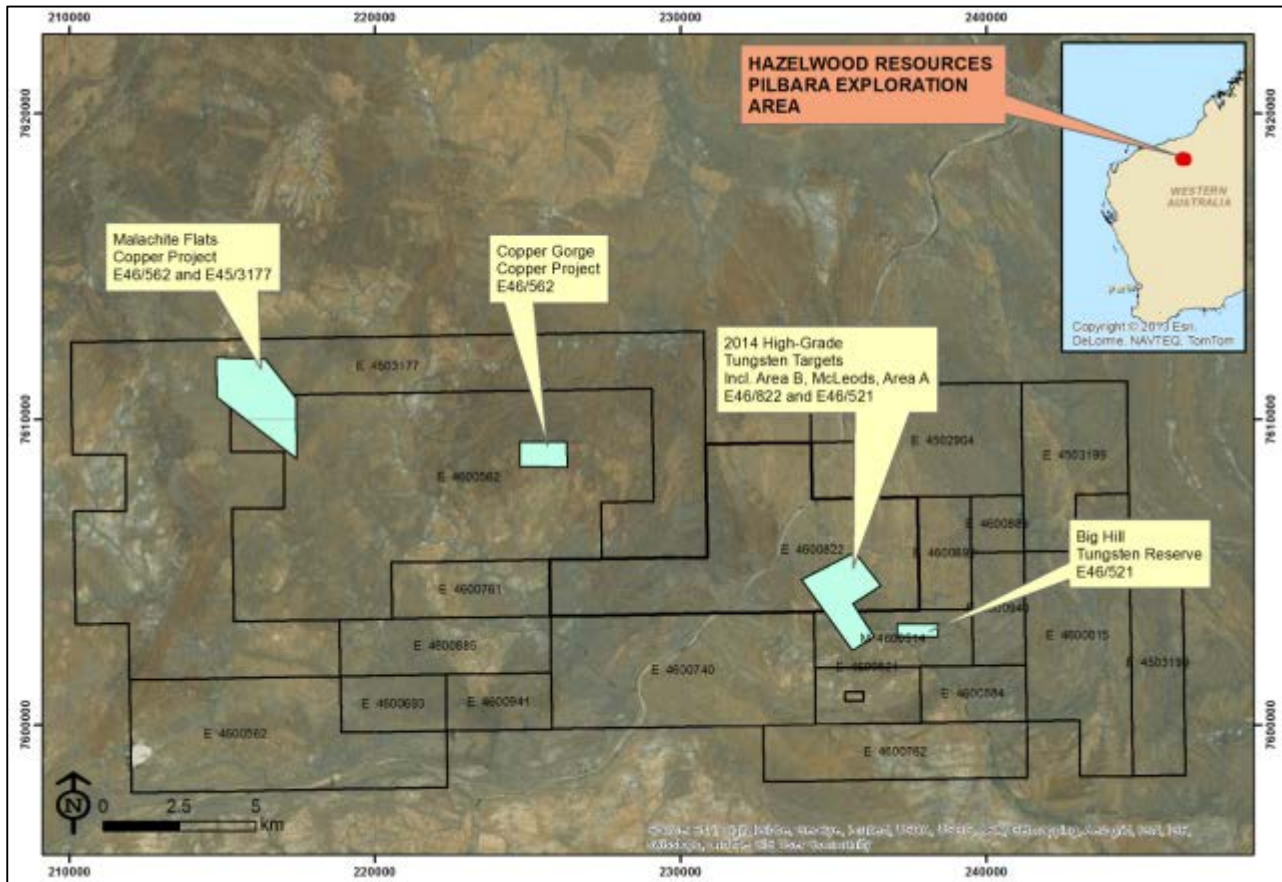 210000
220000
230000
240000
7620000
7620000
HAZELWOOD RESOURCES
PILBARA EXPLORATION
AREA
WESTERN
AUSTRALIA
Copyright © 2013 Esri,
DeLorme, NAVTEQ, TomTom
Malachite Flats
Copper Project
E46/562 and E45/3177
Copper Gorge
Copper Project
E46/562
2014 High-Grade
Tungsten Targets
Incl. Area B, McLeods, Area A
E46/822 and E46/521
E 4503177
7610000
7610000
E 4502904
E 4503199
E 4600562
Big Hill
Tungsten Reserve
E46/521
E 4600822
E 4600761
E 4600685
E 4600740
E 4600815
E 4503199
E 4600693
E 4600941
E 4600884
E 4600562
E 4600762
7600000
7600000
N
0
2.5
5
km
210000
220000
230000
240000